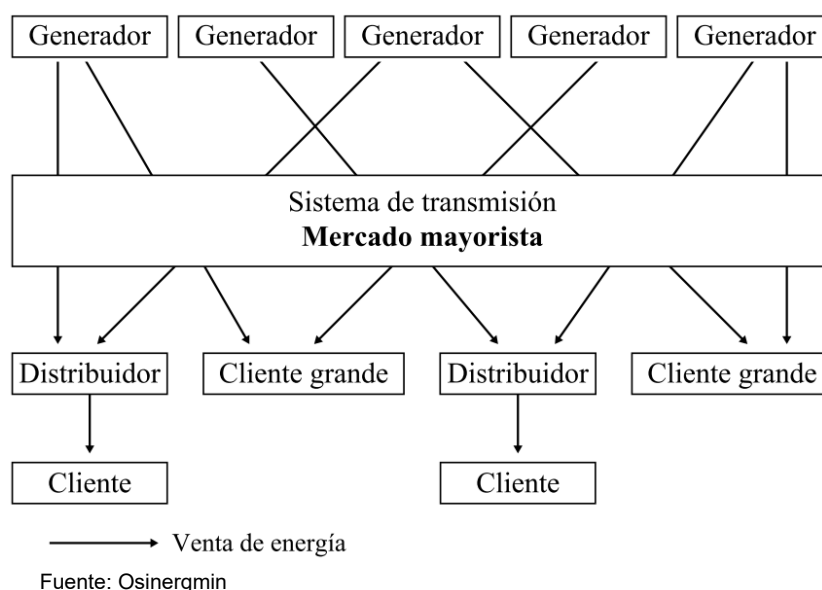 Generador Generador Generador Generador Generador
Sistema de transmisión
Mercado mayorista
Distribuidor Cliente grande Distribuidor Cliente grande
Cliente Cliente
Venta de energía
Fuente: Osinergmin